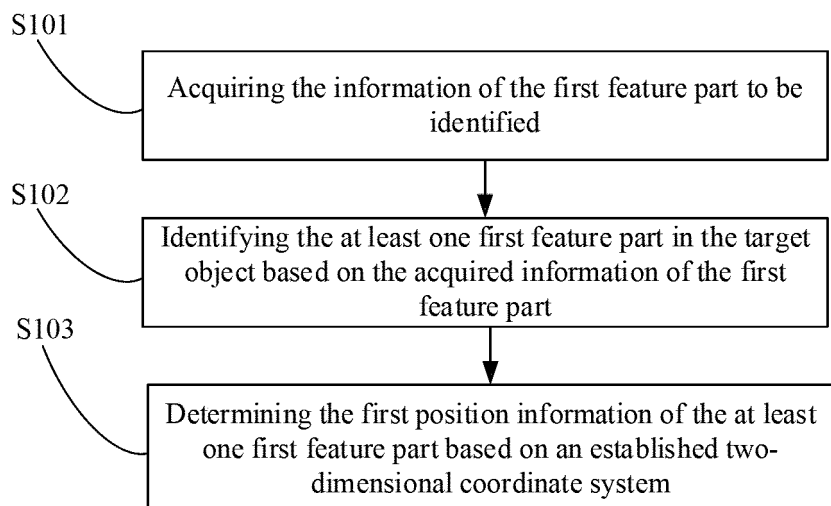 S101
Acquiring the information of the first feature part to be
identified
S102
Identifying the at least one first feature part in the target
object based on the acquired information of the first
feature part
S103
Determining the first position information of the at least
one first feature part based on an established two-
dimensional coordinate system